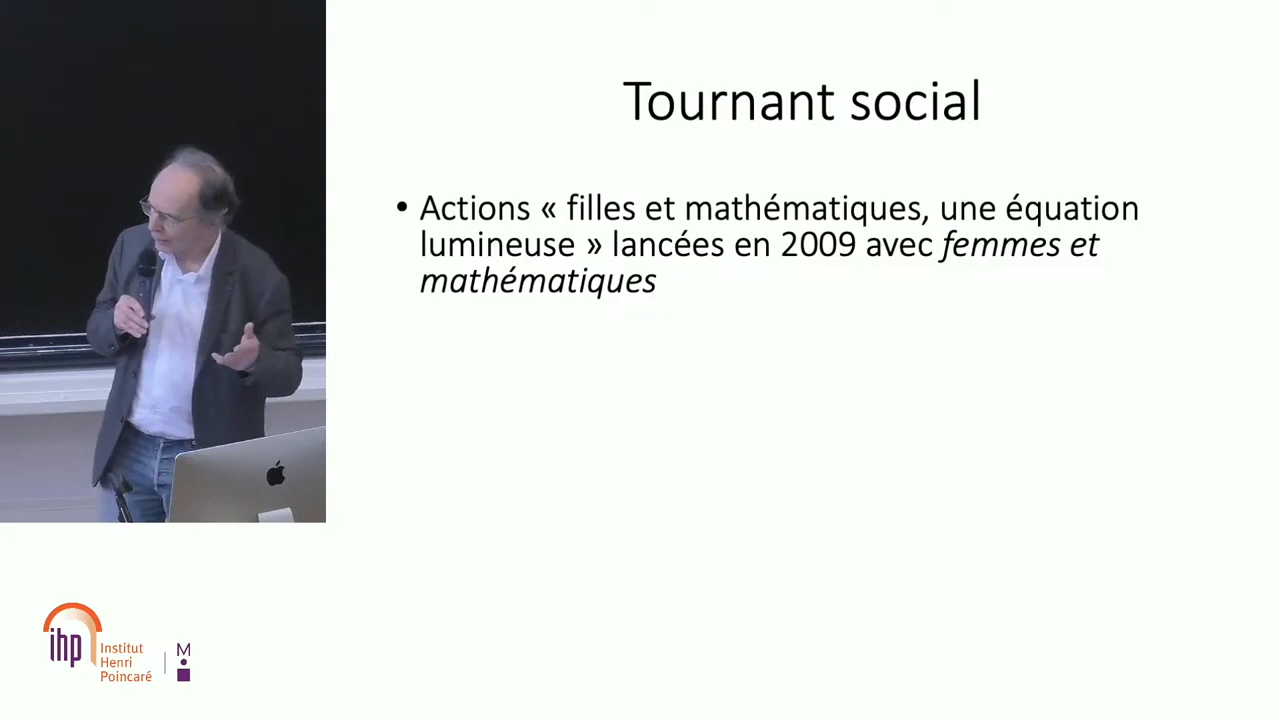 Tournant social
• Actions « filles et mathématiques, une équation
lumineuse » lancées en 2009 avec femmes et
mathématiques
ihp
Institut
Henri
Poincaré
M